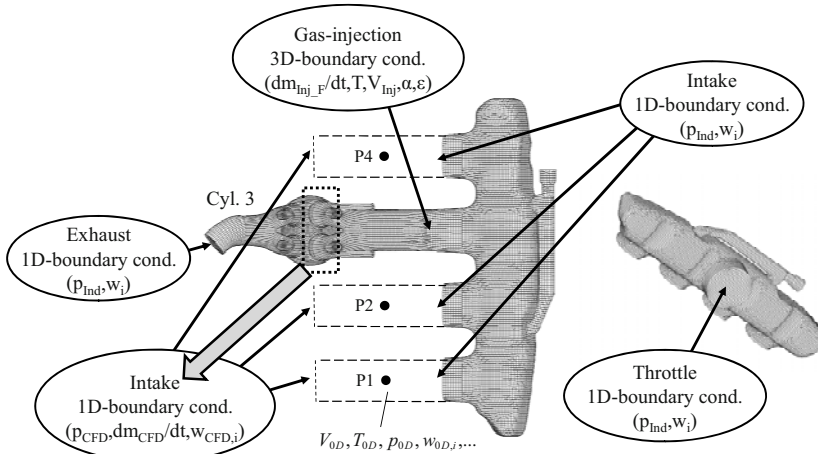 Gas-injection
3D-boundary cond.
(dm_Inj_F/dt,T,V_Inj,α,ε)
Intake
1D-boundary cond.
(p_Ind,w_i)
P4
Cyl. 3
Exhaust
1D-boundary cond.
(p_Ind,w_i)
P2
P1
Intake
1D-boundary cond.
(p_CFD,dm_CFD/dt,w_CFD,i)
V_0D, T_0D, p_0D, w_0D,i,...
Throttle
1D-boundary cond.
(p_Ind,w_i)